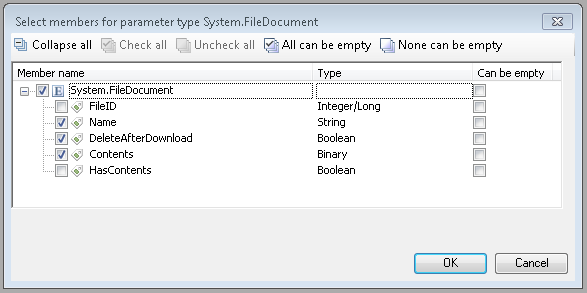 Select members for parameter type System.FileDocument
Collapse all Check all Uncheck all All can be empty None can be empty
Member name Type Can be empty
E System.FileDocument
FileID Integer/Long
Name String
DeleteAfterDownload Boolean
Contents Binary
HasContents Boolean
OK Cancel